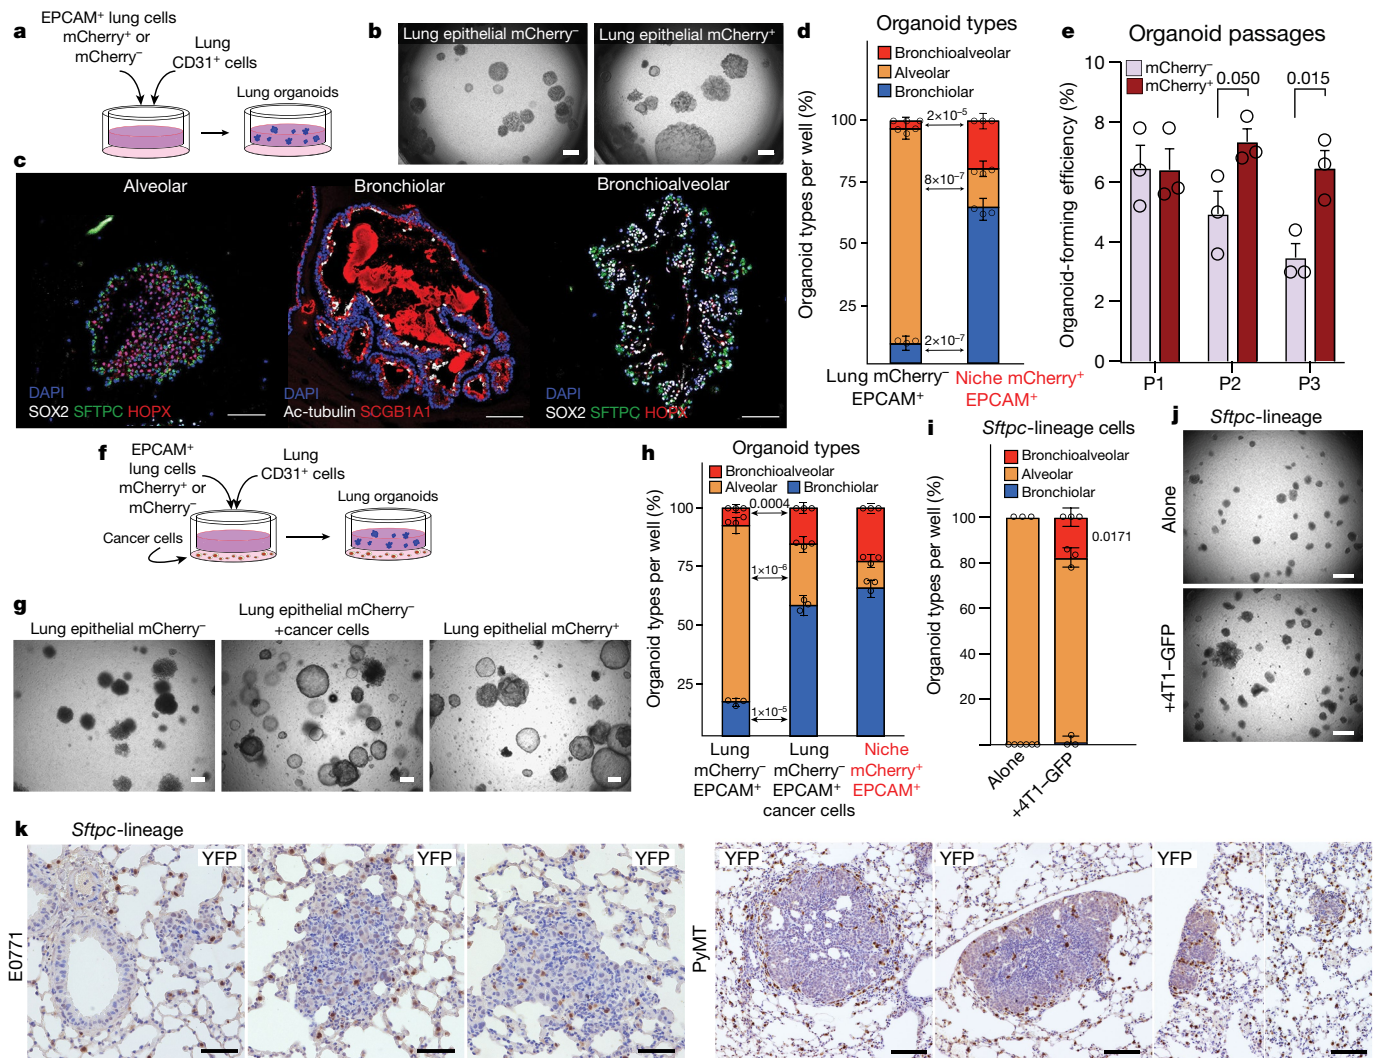 a
EPCAM⁺ lung cells
mCherry⁺ or
mCherry⁻
Lung
CD31⁺ cells
Lung organoids
b
Lung epithelial mCherry⁻
Lung epithelial mCherry⁺
c
Alveolar
DAPI
SOX2 SFTPC HOPX
Bronchiolar
DAPI
Ac-tubulin SCGB1A1
Bronchioalveolar
DAPI
SOX2 SFTPC HOPX
d
Organoid types
Bronchioalveolar
Alveolar
Bronchiolar
Organoid types per well (%)
100
75
50
25
2×10⁻⁵
8×10⁻⁷
2×10⁻⁷
Lung mCherry⁻
EPCAM⁺
Niche mCherry⁺
EPCAM⁺
e
Organoid passages
mCherry⁻
mCherry⁺
0.050
0.015
Organoid-forming efficiency (%)
10
8
6
4
2
0
P1
P2
P3
f
EPCAM⁺
lung cells
mCherry⁺ or
mCherry⁻
Lung
CD31⁺ cells
Cancer cells
Lung organoids
g
Lung epithelial mCherry⁻
Lung epithelial mCherry⁻
+cancer cells
Lung epithelial mCherry⁺
h
Organoid types
Bronchioalveolar
Alveolar
Bronchiolar
Organoid types per well (%)
100
75
50
25
0.0004
1×10⁻⁶
1×10⁻⁵
Lung
mCherry⁻
EPCAM⁺
Lung
mCherry⁻
EPCAM⁺
cancer cells
Niche
mCherry⁺
EPCAM⁺
i
Sftpc-lineage cells
Bronchioalveolar
Alveolar
Bronchiolar
Organoid types per well (%)
100
80
60
40
20
0.0171
Alone
+4T1–GFP
j
Sftpc-lineage
Alone
+4T1–GFP
k
Sftpc-lineage
E0771
YFP
YFP
YFP
PyMT
YFP
YFP
YFP